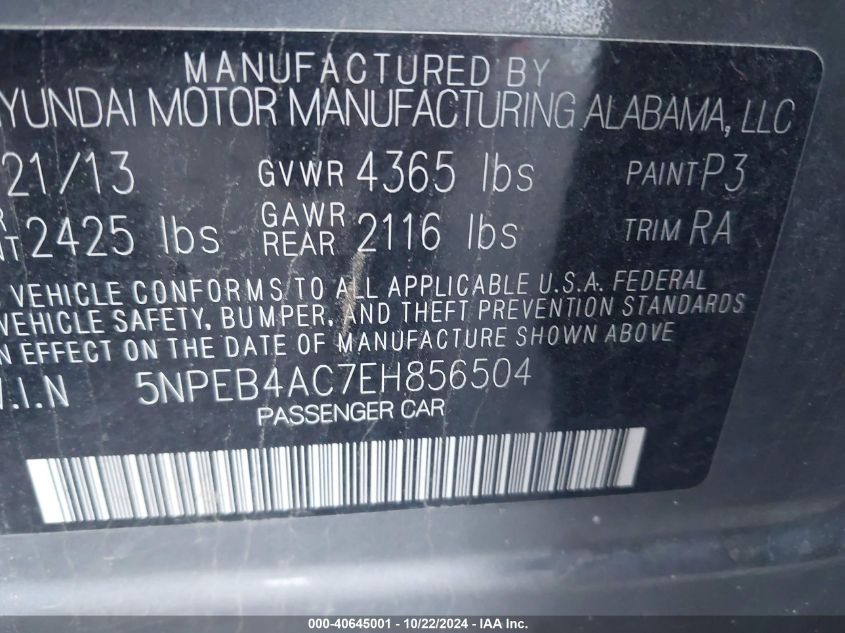 MANUFACTURED BY
YUNDAI MOTOR MANUFACTURING ALABAMA, LLC
21/13 GVWR 4365 lbs PAINT P3
2425 lbs GAWR REAR 2116 lbs TRIM RA
VEHICLE CONFORMS TO ALL APPLICABLE U.S.A. FEDERAL
VEHICLE SAFETY, BUMPER, AND THEFT PREVENTION STANDARDS
N EFFECT ON THE DATE OF MANUFACTURE SHOWN ABOVE
.I.N 5NPEB4AC7EH856504
PASSENGER CAR
000-40645001 - 10/22/2024 - IAA Inc.